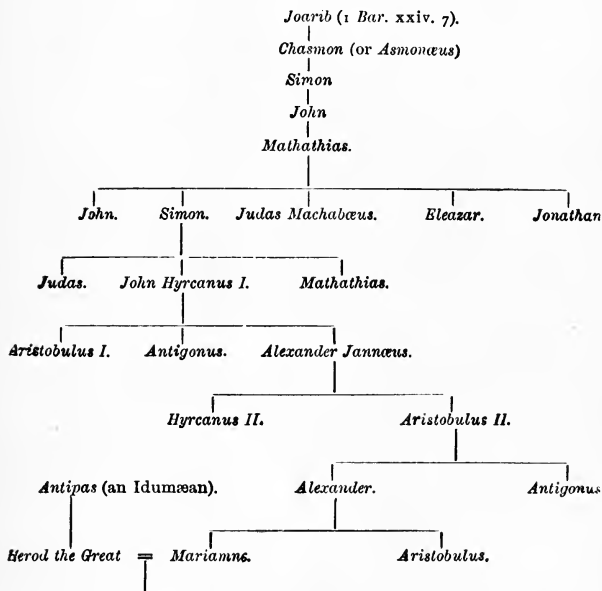 Joarib (1 Bar. xxiv. 7).
Chasmon (or Asmonæus)
Simon
John
Mathathias.
John. Simon. Judas Machabæus. Eleazar. Jonathan
Judas. John Hyrcanus I. Mathathias.
Aristobulus I. Antigonus. Alexander Jannæus.
Hyrcanus II. Aristobulus II.
Antipas (an Idumæan). Alexander. Antigonus
Herod the Great = Mariamne. Aristobulus.